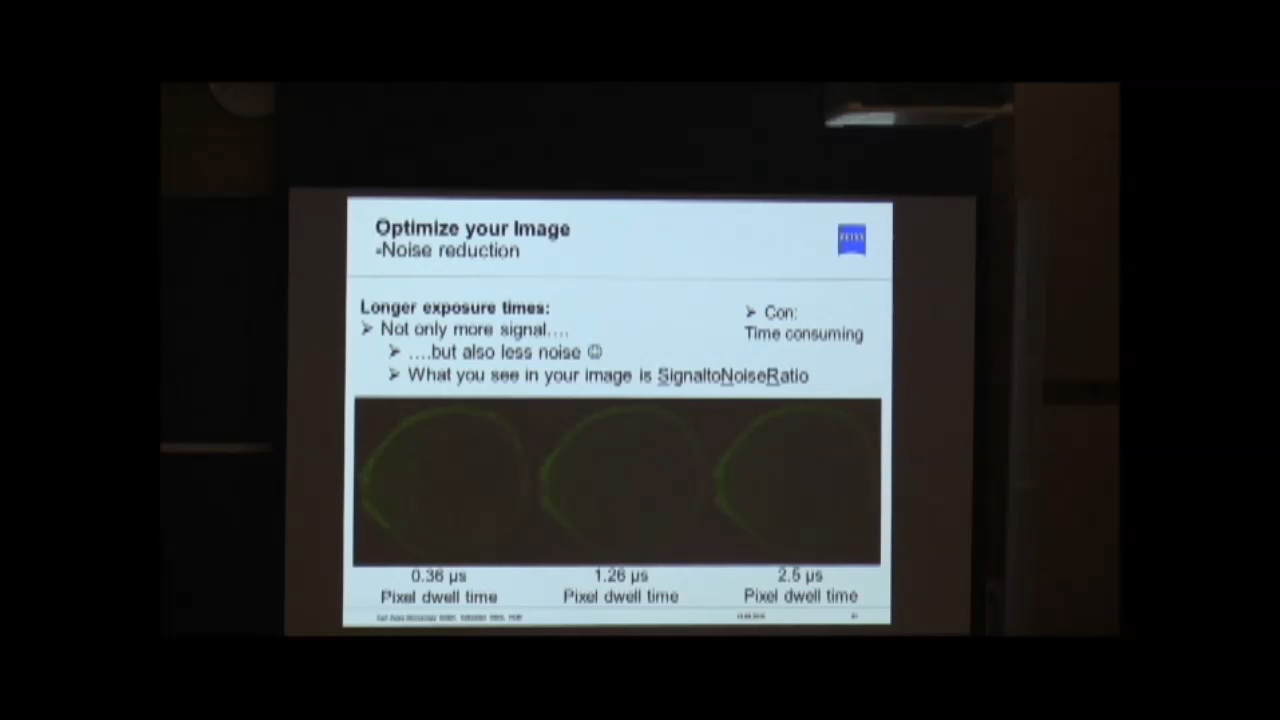 Optimize your Image
-Noise reduction
ZEISS
Longer exposure times:
➢ Not only more signal….
➢ ….but also less noise ☺
➢ What you see in your image is SignaltoNoiseRatio
➢ Con:
Time consuming
0.36 µs
Pixel dwell time
1.26 µs
Pixel dwell time
2.5 µs
Pixel dwell time